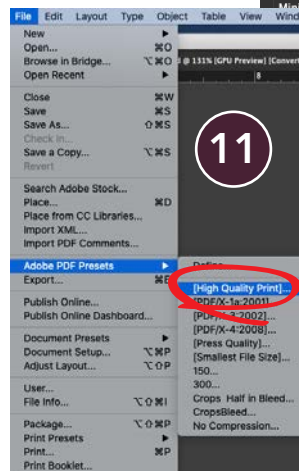 Min
File Edit Layout Type Object Table View Wind
New
Open... ⌘O
Browse in Bridge... ⌥⌘O
@ 131% [GPU Preview] [Convert
Open Recent
8
Close ⌘W
Save ⌘S
Save As... ⇧⌘S
Check In...
Save a Copy... ⌥⌘S
Revert
11
Search Adobe Stock...
Place... ⌘D
Place from CC Libraries...
Import XML...
Import PDF Comments...
Adobe PDF Presets
Define...
Export... ⌘E
[High Quality Print]...
[PDF/X-1a:2001]...
Publish Online...
[PDF/X-3:2002]...
Publish Online Dashboard...
[PDF/X-4:2008]...
Document Presets
[Press Quality]...
Document Setup... ⌥⌘P
[Smallest File Size]...
Adjust Layout... ⌥⇧P
150...
User...
300...
File Info... ⌥⇧⌘I
Crops Half in Bleed...
CropsBleed...
Package... ⌥⇧⌘P
No Compression...
Print Presets
Print... ⌘P
Print Booklet...